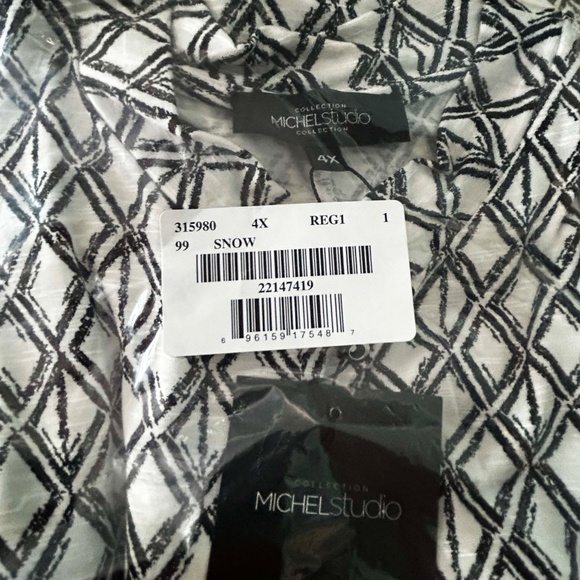 COLLECTION
MICHELstudio
COLLECTION
4X
315980 4X REG1 1
99 SNOW
22147419
6 96159 17548 7
COLLECTION
MICHELstudio